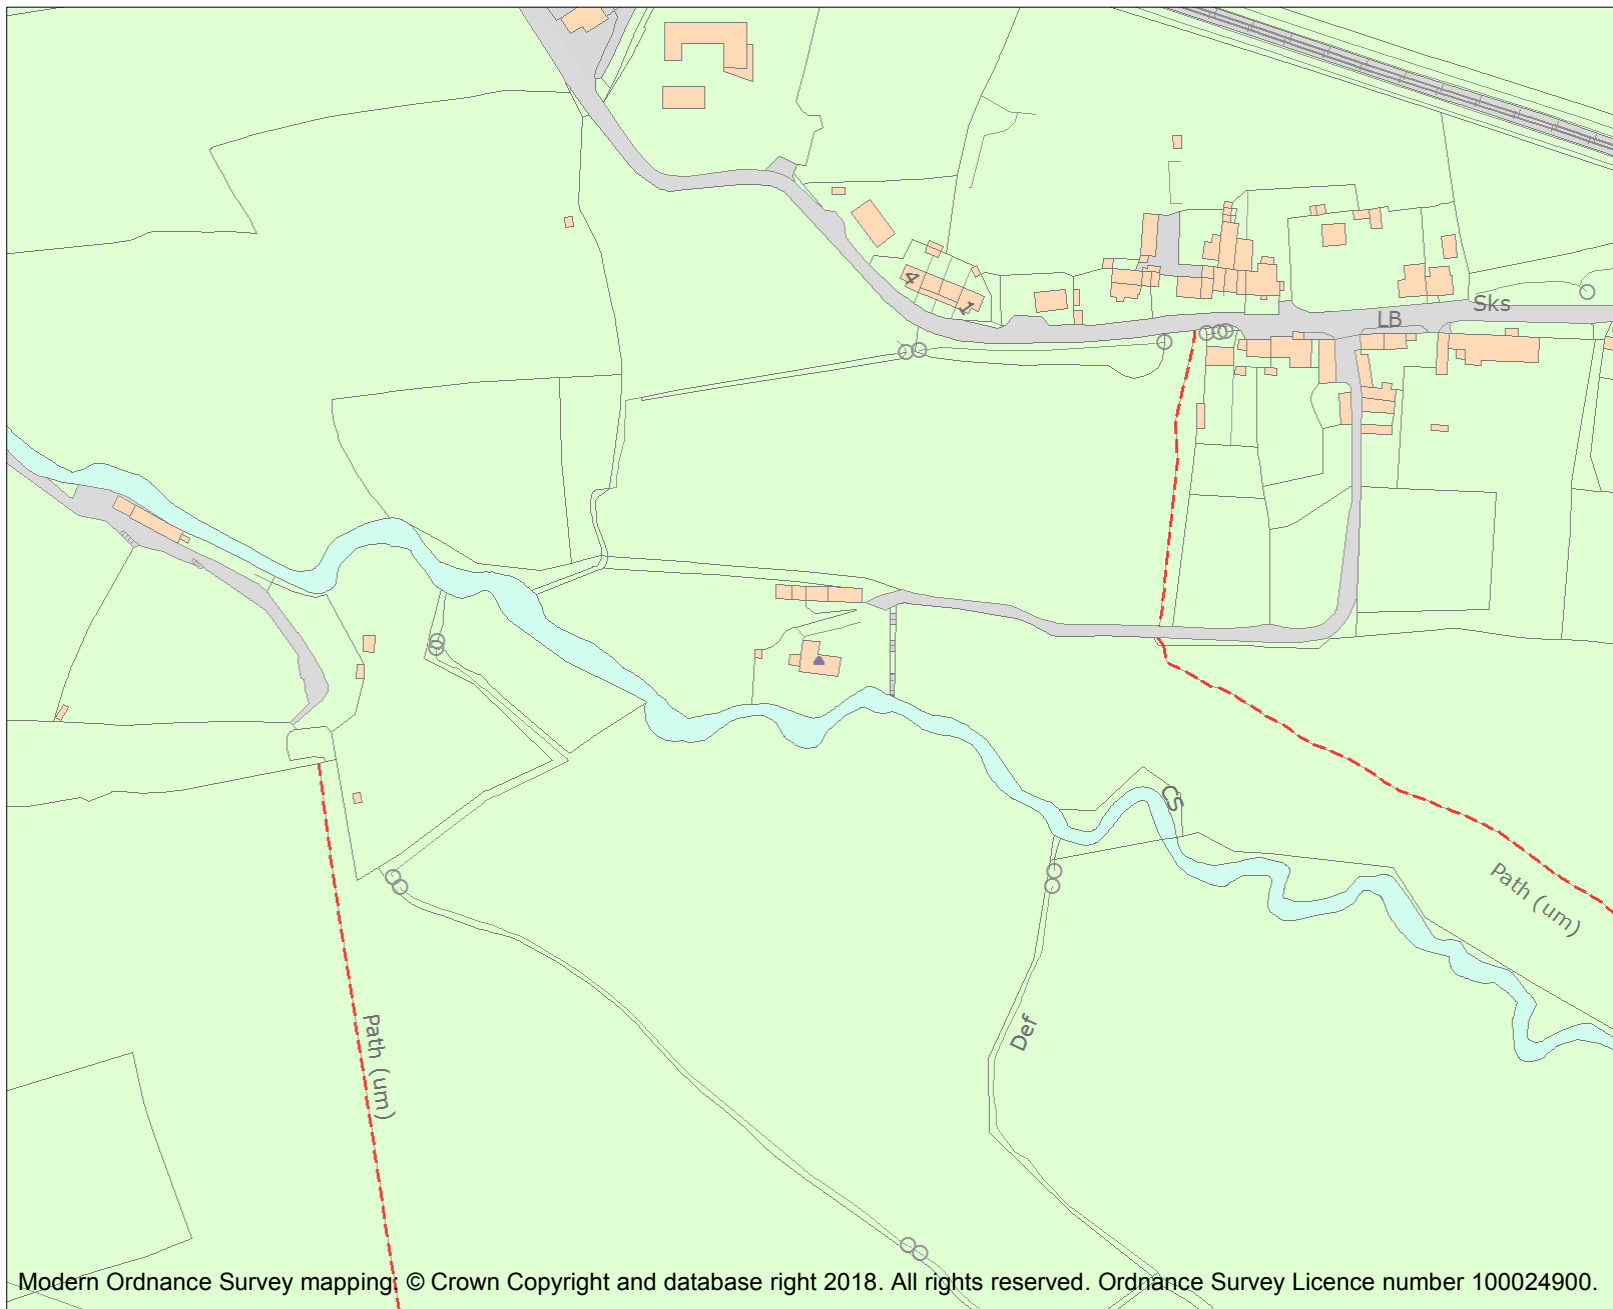 4
1
Sks
LB
CS
Path (um)
Def
Path (um)
Modern Ordnance Survey mapping: © Crown Copyright and database right 2018. All rights reserved. Ordnance Survey Licence number 100024900.